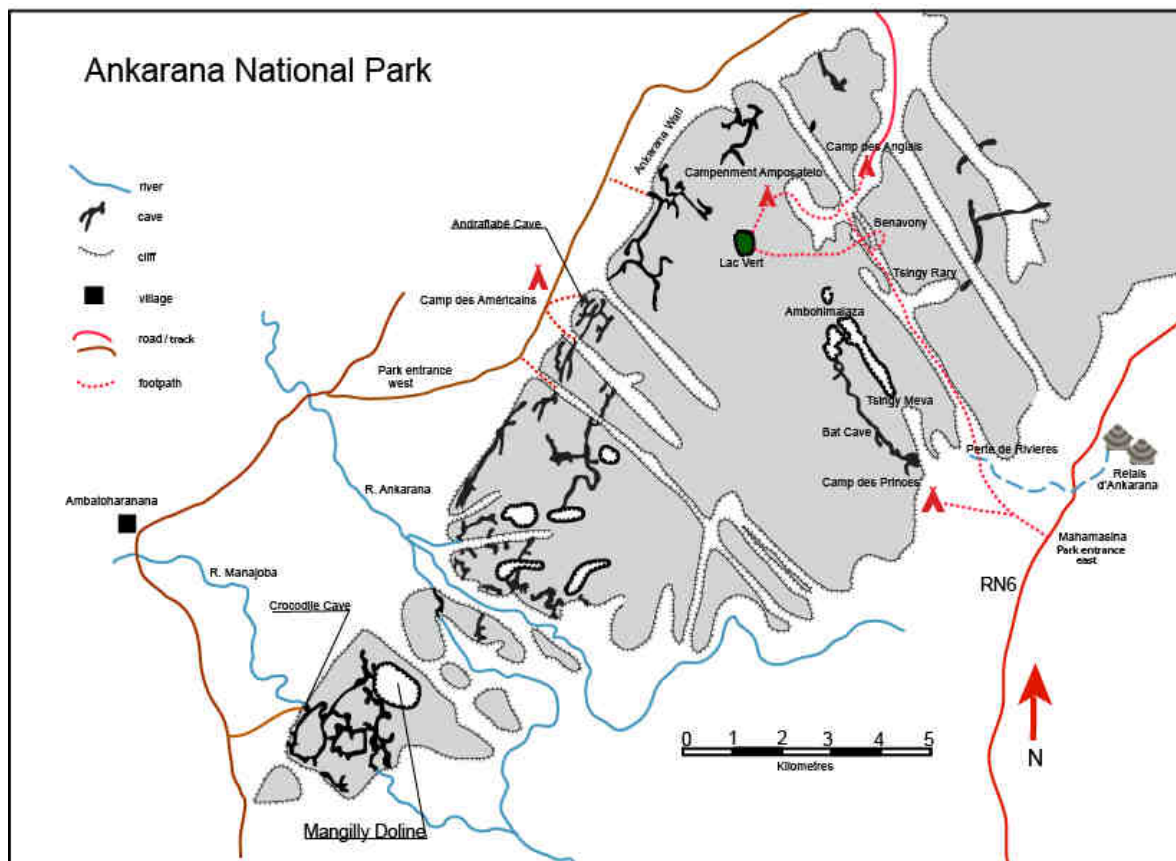 Ankarana National Park
river
cave
cliff
village
road / track
footpath
Ankarana Wall
Camp des Anglais
Campenment Amposatelo
Andraflabé Cave
Benavony
Lac Vert
Tsingy Rary
Camp des Américains
Ambohimalaza
Park entrance
west
Tsingy Meva
Bat Cave
Perte de Rivieres
Relais
d'Ankarana
Camp des Princes
R. Ankarana
Ambatoharanana
Mahamasina
Park entrance
east
R. Manajoba
RN6
Crocodile Cave
0 1 2 3 4 5
Kilometres
N
Mangilly Doline